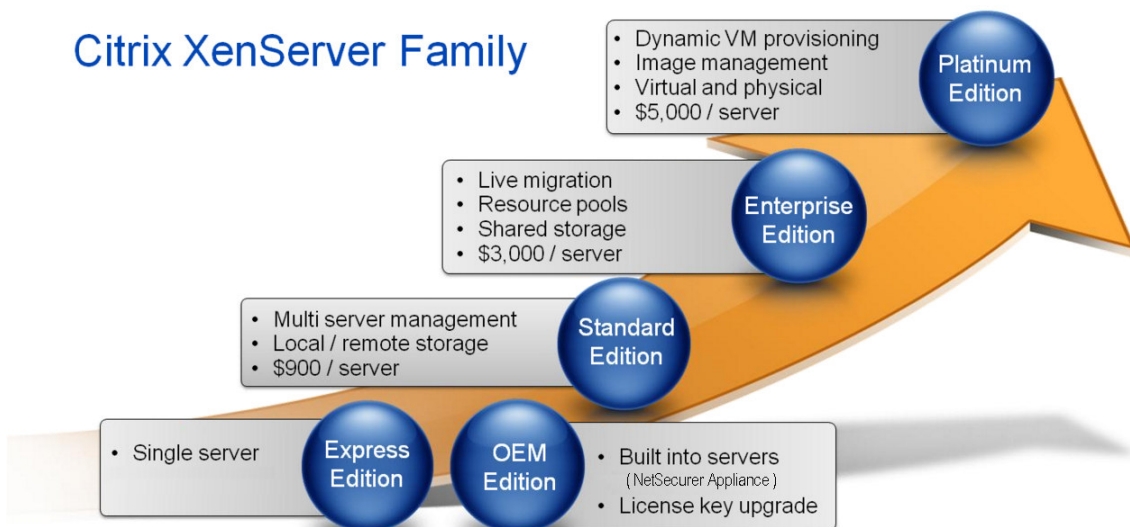 Citrix XenServer Family
• Dynamic VM provisioning
• Image management
• Virtual and physical
• $5,000 / server
Platinum
Edition
• Live migration
• Resource pools
• Shared storage
• $3,000 / server
Enterprise
Edition
• Multi server management
• Local / remote storage
• $900 / server
Standard
Edition
• Single server
Express
Edition
OEM
Edition
• Built into servers
( NetSecurer Appliance )
• License key upgrade